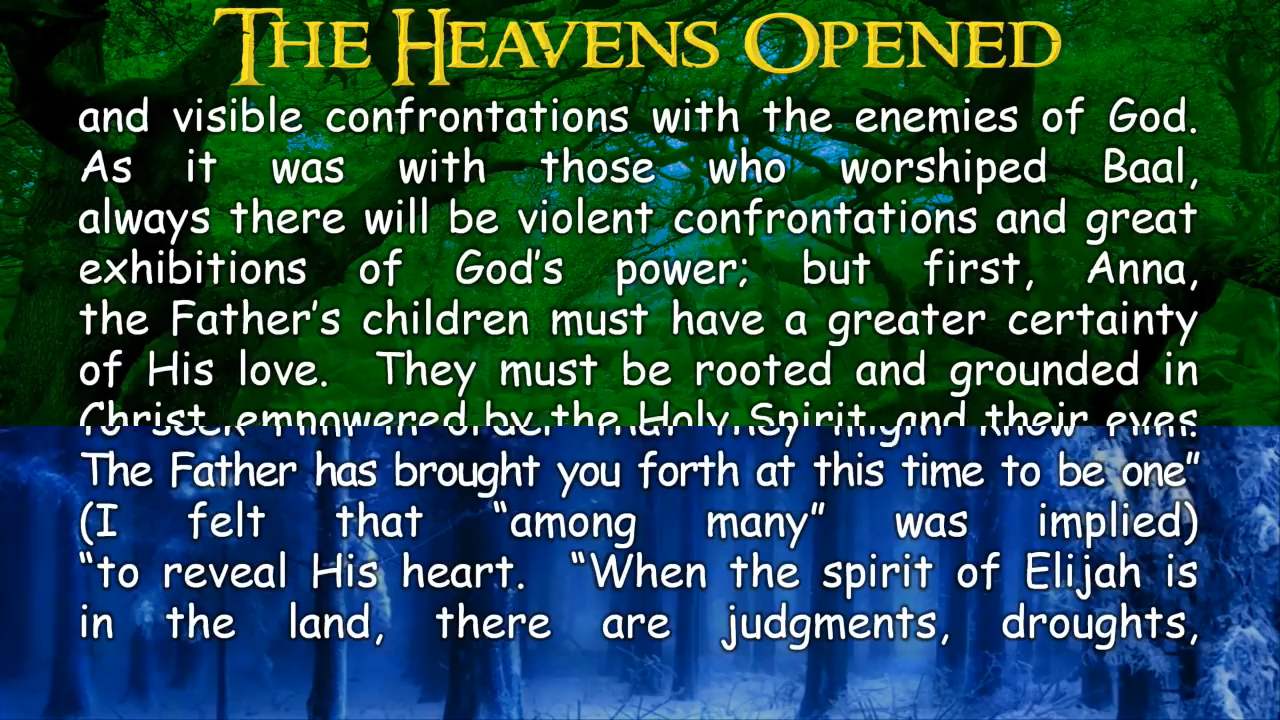 THE HEAVENS OPENED
and visible confrontations with the enemies of God.
As it was with those who worshiped Baal,
always there will be violent confrontations and great
exhibitions of God's power; but first, Anna,
the Father's children must have a greater certainty
of His love. They must be rooted and grounded in
Christ, empowered by the Holy Spirit, and their eyes
The Father has brought you forth at this time to be one”
(I felt that “among many” was implied)
“to reveal His heart. “When the spirit of Elijah is
in the land, there are judgments, droughts,